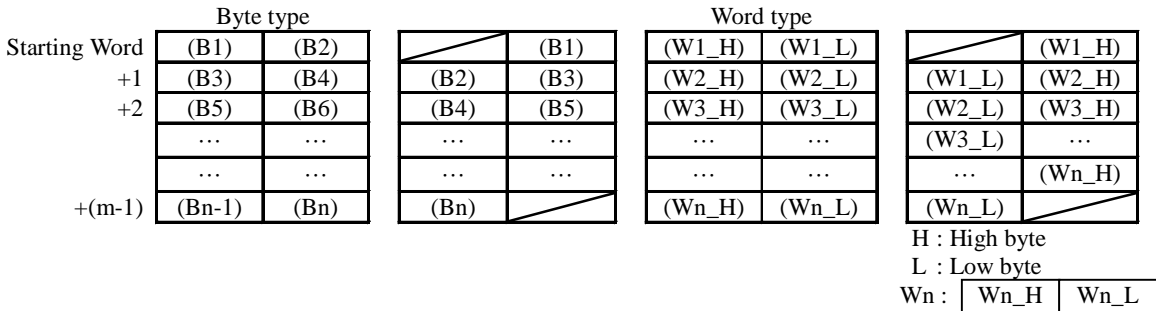 Byte type Word type
Starting Word (B1) (B2) (B1) (W1_H) (W1_L) (W1_H)
+1 (B3) (B4) (B2) (B3) (W2_H) (W2_L) (W1_L) (W2_H)
+2 (B5) (B6) (B4) (B5) (W3_H) (W3_L) (W2_L) (W3_H)
… … … … … … (W3_L) …
… … … … … … … (Wn_H)
+(m-1) (Bn-1) (Bn) (Bn) (Wn_H) (Wn_L) (Wn_L)
H : High byte
L : Low byte
Wn : Wn_H Wn_L